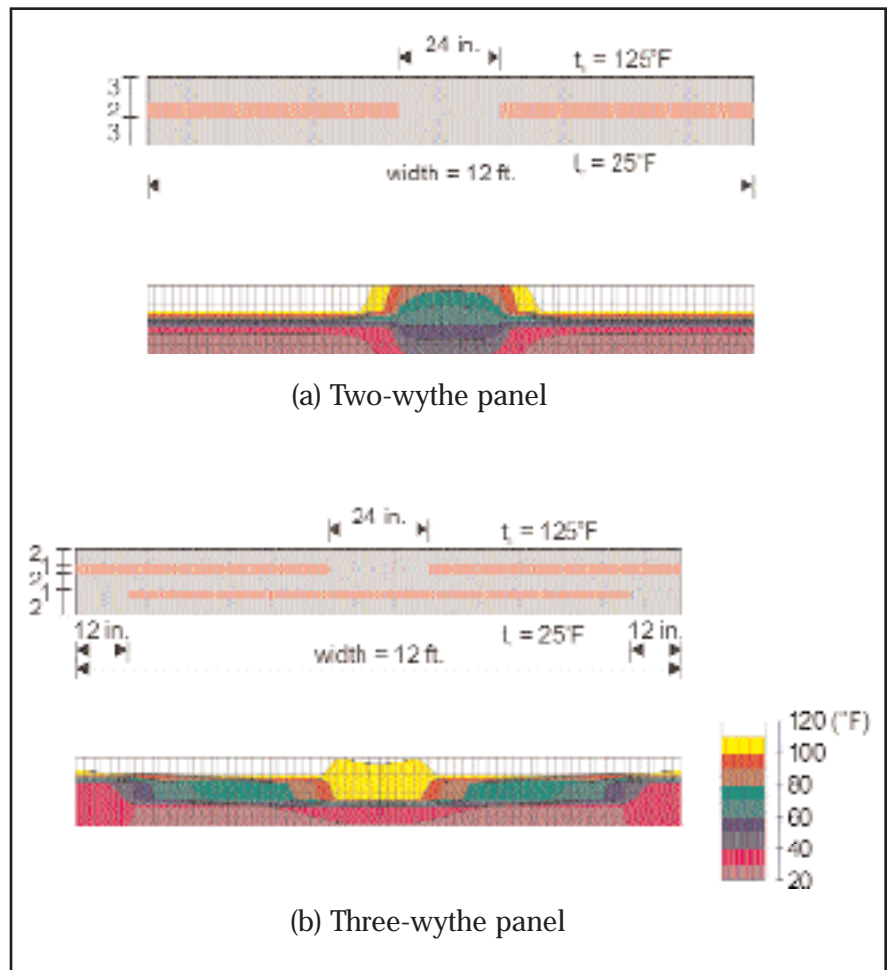 24 in.
t, = 125°F
3
2
3
t, = 25°F
width = 12 ft.
(a) Two-wythe panel
24 in.
t, = 125°F
2
1
2
1
2
12 in.
t, = 25°F
12 in.
width = 12 ft.
120 (°F)
100
80
60
40
20
(b) Three-wythe panel